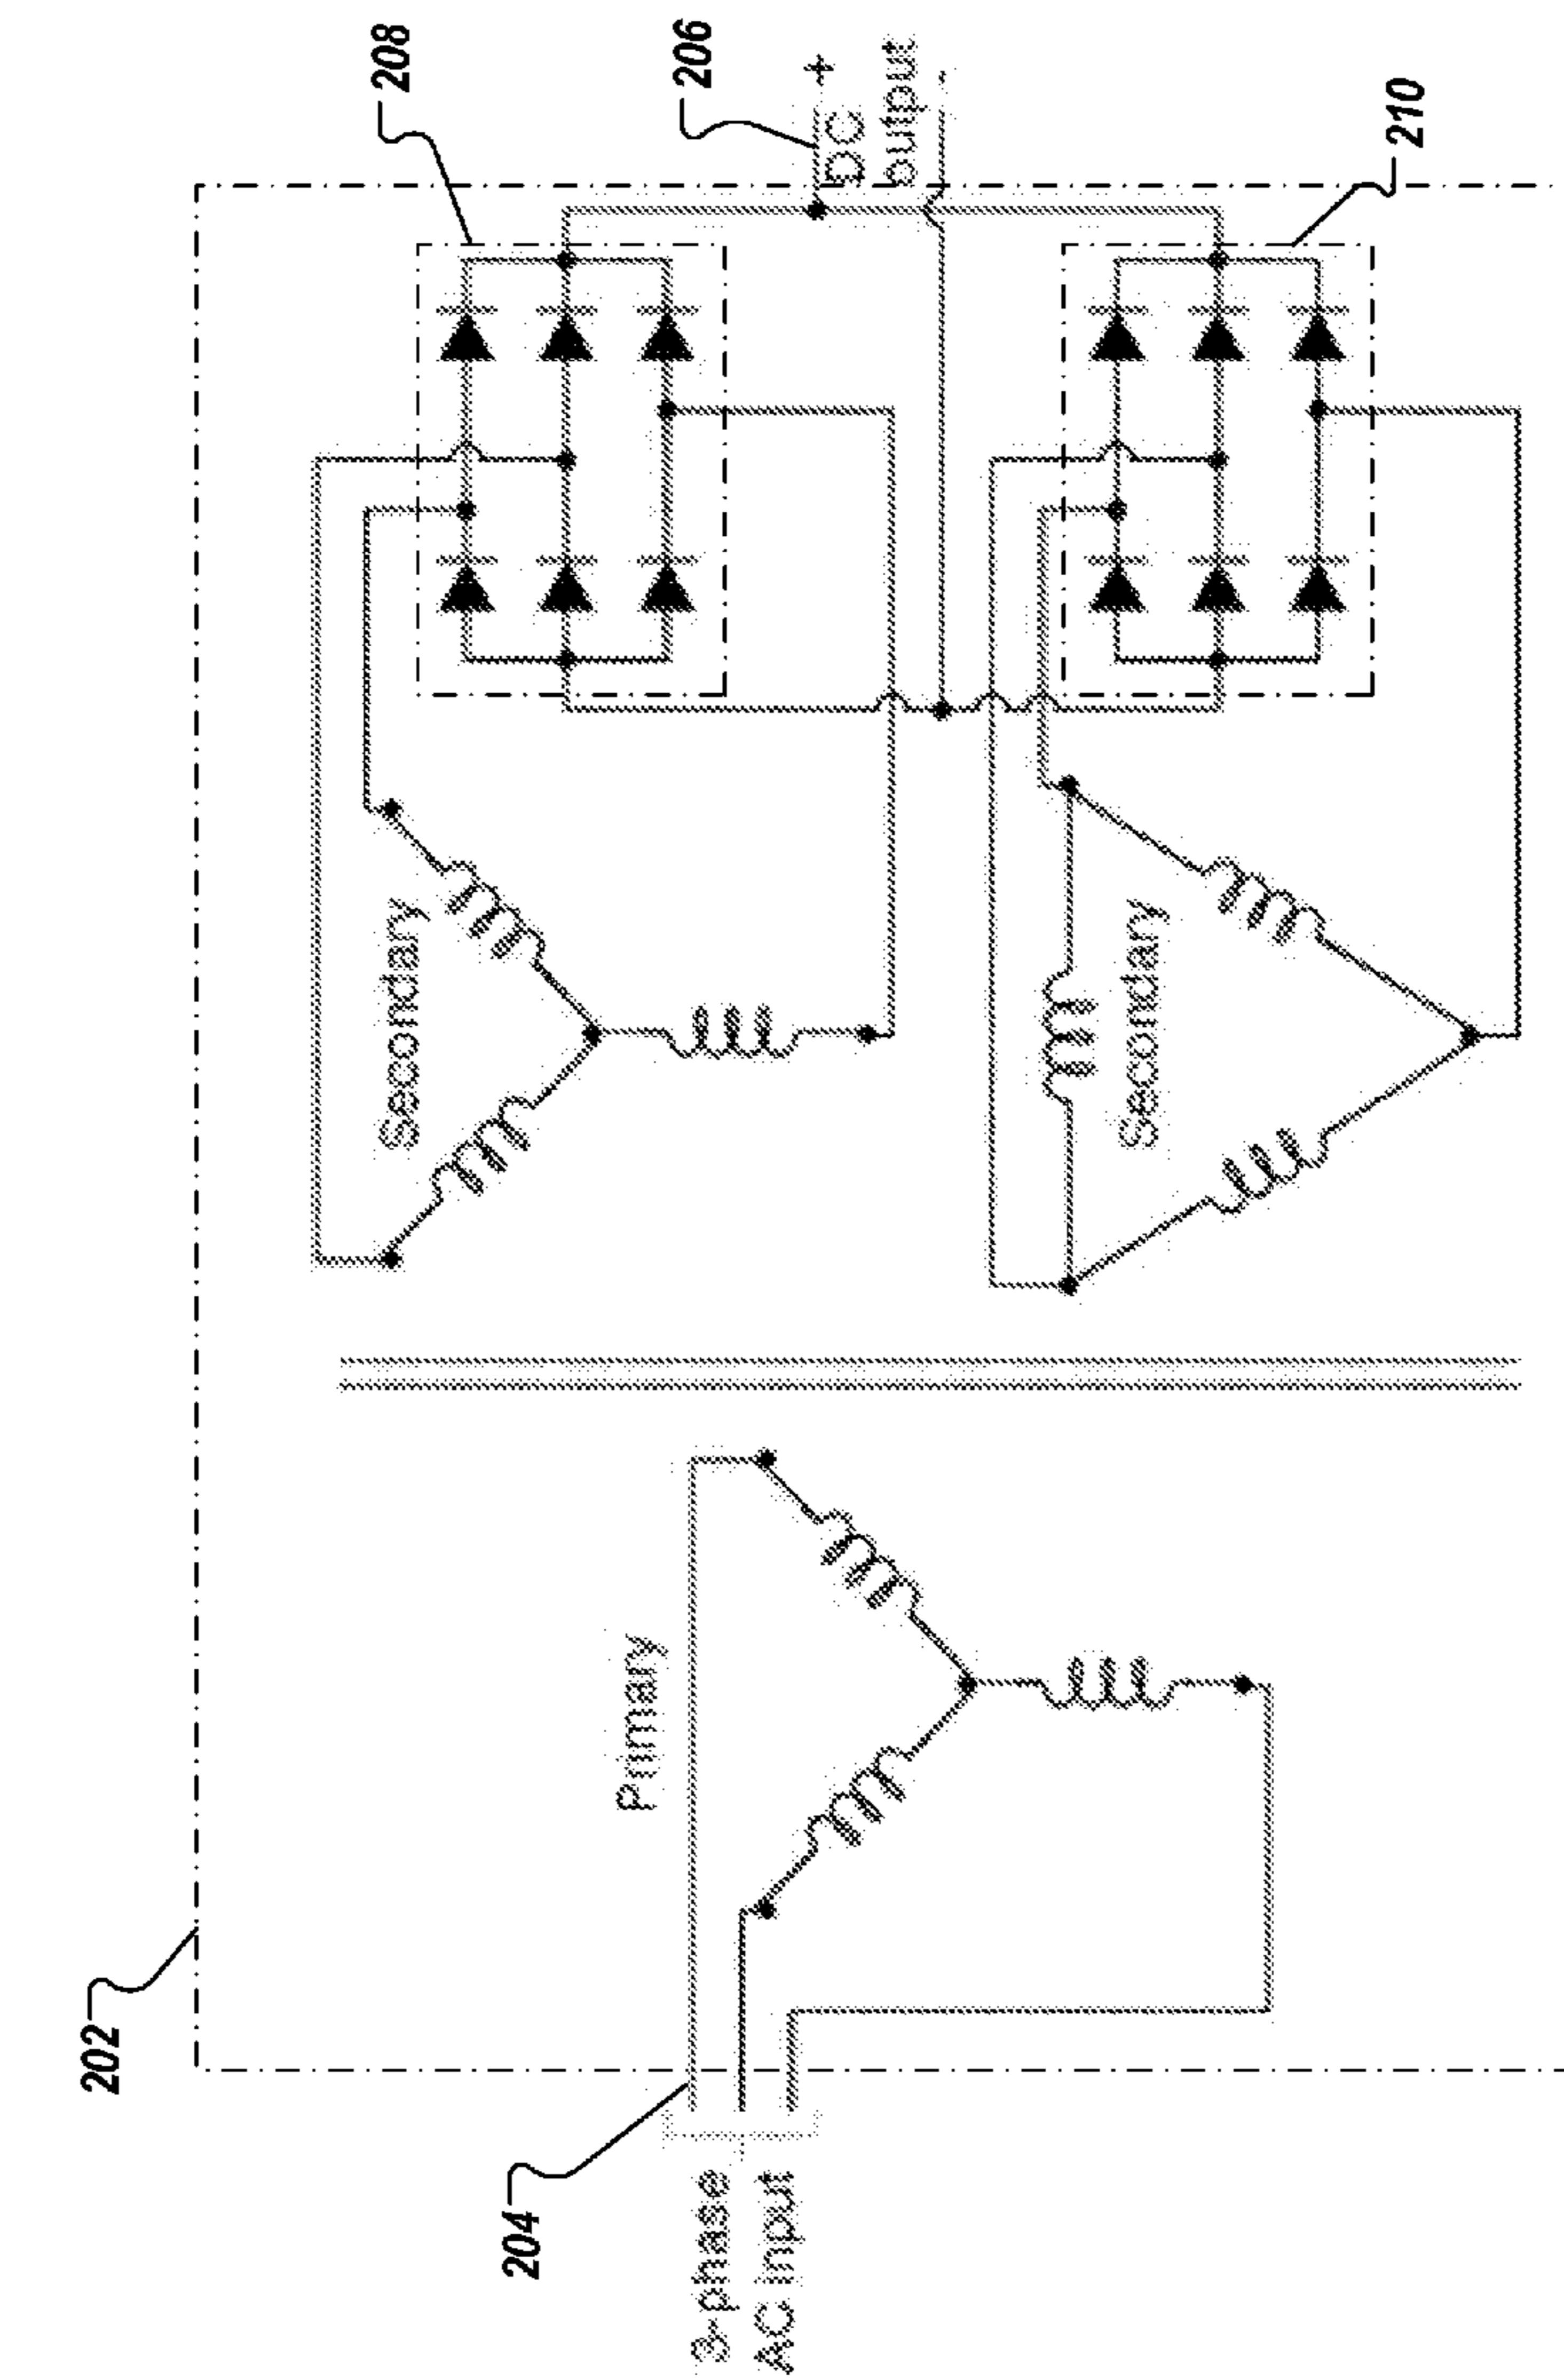 202
204
3-phase
AC input
Primary
Secondary
Secondary
208
206
+
DC
output
-
210